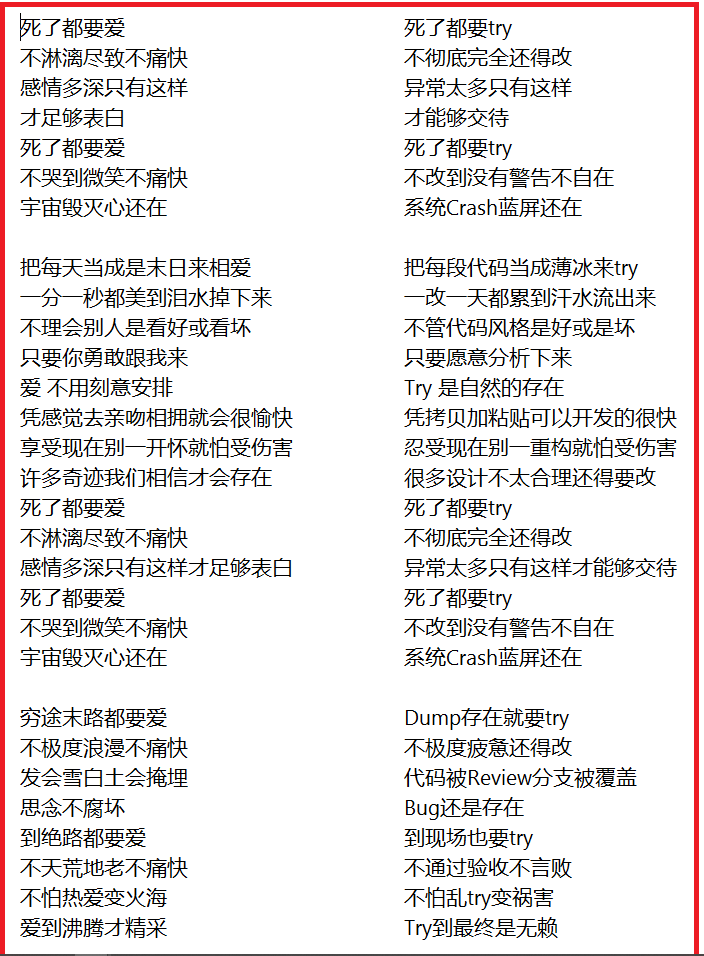 死了都要爱
不淋漓尽致不痛快
感情多深只有这样
才足够表白
死了都要爱
不哭到微笑不痛快
宇宙毁灭心还在
把每天当成是末日来相爱
一分一秒都美到泪水掉下来
不理会别人是看好或看坏
只要你勇敢跟我来
爱 不用刻意安排
凭感觉去亲吻相拥就会很愉快
享受现在别一开怀就怕受伤害
许多奇迹我们相信才会存在
死了都要爱
不淋漓尽致不痛快
感情多深只有这样才足够表白
死了都要爱
不哭到微笑不痛快
宇宙毁灭心还在
穷途末路都要爱
不极度浪漫不痛快
发会雪白土会掩埋
思念不腐坏
到绝路都要爱
不天荒地老不痛快
不怕热爱变火海
爱到沸腾才精采
死了都要try
不彻底完全还得改
异常太多只有这样
才能够交待
死了都要try
不改到没有警告不自在
系统Crash蓝屏还在
把每段代码当成薄冰来try
一改一天都累到汗水流出来
不管代码风格是好或是坏
只要愿意分析下来
Try 是自然的存在
凭拷贝加粘贴可以开发的很快
忍受现在别一重构就怕受伤害
很多设计不太合理还得要改
死了都要try
不彻底完全还得改
异常太多只有这样才能够交待
死了都要try
不改到没有警告不自在
系统Crash蓝屏还在
Dump存在就要try
不极度疲惫还得改
代码被Review分支被覆盖
Bug还是存在
到现场也要try
不通过验收不言败
不怕乱try变祸害
Try到最终是无赖